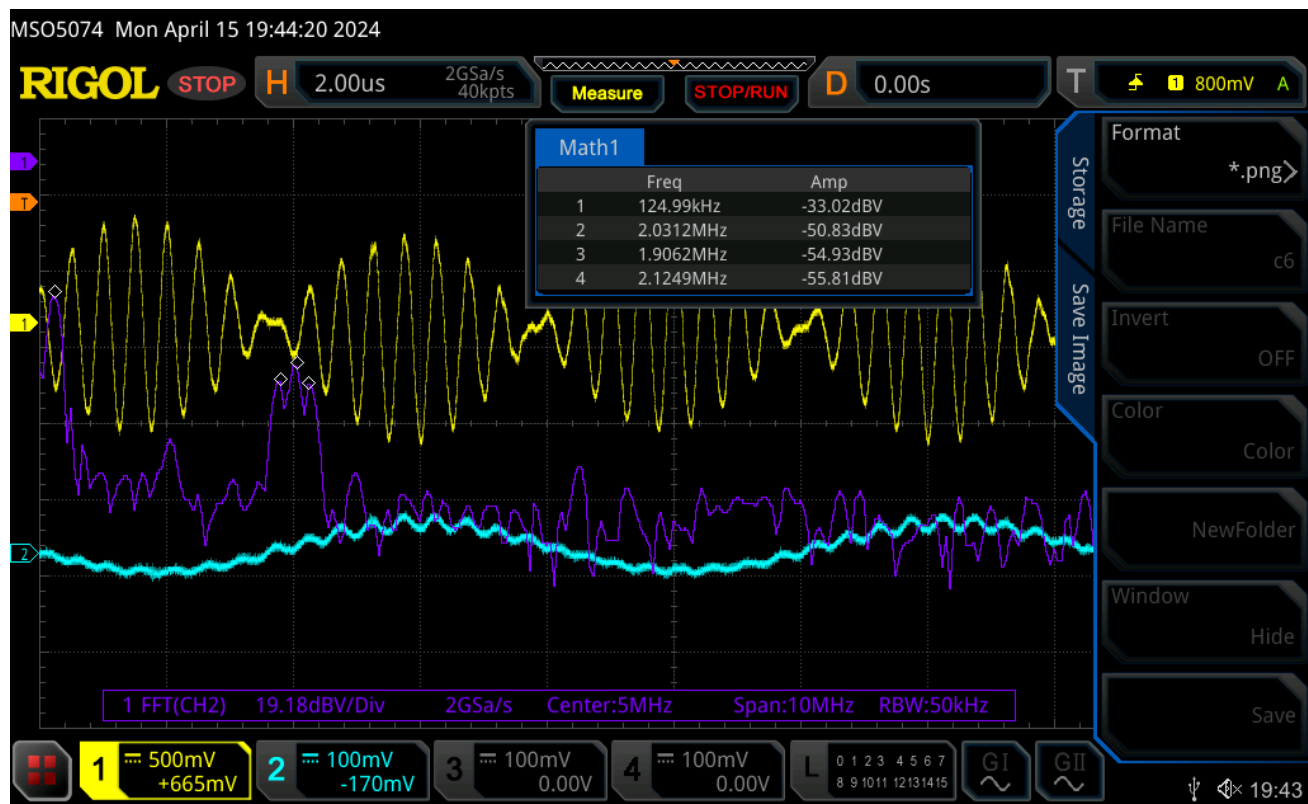 MSO5074 Mon April 15 19:44:20 2024
RIGOL STOP H 2.00us 2GSa/s 40kpts Measure STOP/RUN D 0.00s T 1 800mV A
Math1
Freq Amp
1 124.99kHz -33.02dBV
2 2.0312MHz -50.83dBV
3 1.9062MHz -54.93dBV
4 2.1249MHz -55.81dBV
1
T
1
2
Storage
Save Image
Format
*.png
File Name
c6
Invert
OFF
Color
Color
NewFolder
Window
Hide
Save
1 FFT(CH2) 19.18dBV/Div 2GSa/s Center:5MHz Span:10MHz RBW:50kHz
1 500mV +665mV
2 100mV -170mV
3 100mV 0.00V
4 100mV 0.00V
L 0 1 2 3 4 5 6 7
8 9 10 11 12 13 14 15
GI
GII
19:43